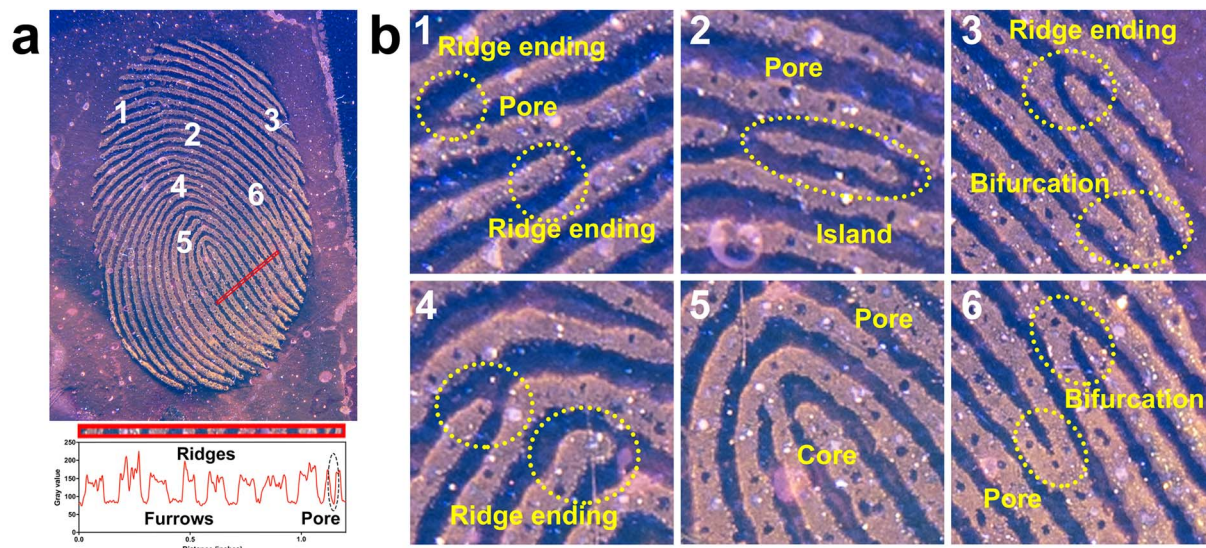 a
1
2
3
4
5
6
Ridges
Furrows
Pore
Gray value
250
200
150
100
50
0
0.0
0.5
1.0
b
1
Ridge ending
Pore
Ridge ending
2
Pore
Island
3
Ridge ending
Bifurcation
4
Ridge ending
5
Pore
Core
6
Bifurcation
Pore